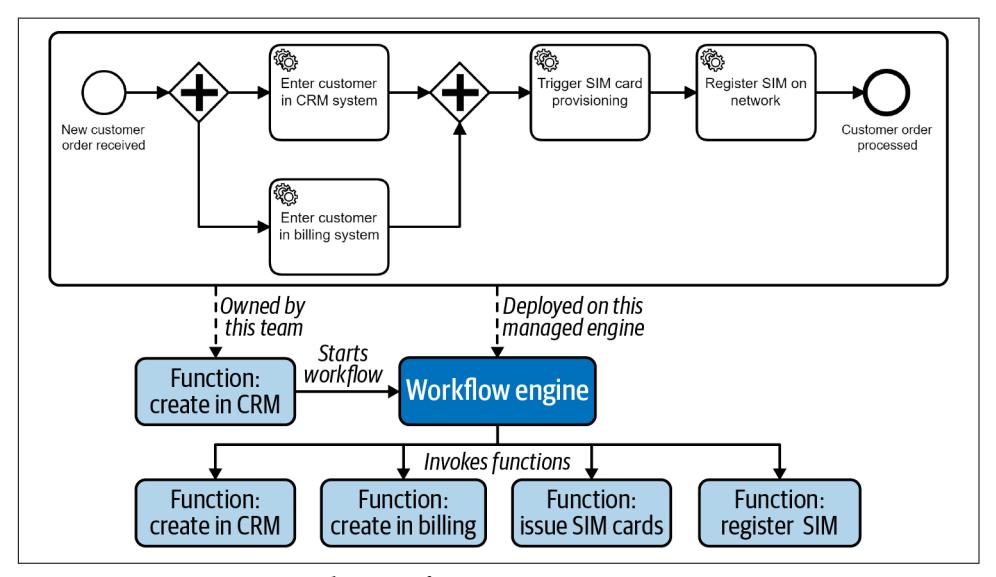 Enter customer
in CRM system
Trigger SIM card
provisioning
Register SIM on
network
New customer
order received
Customer order
processed
Enter customer
in billing system
Owned by
this team
Deployed on this
managed engine
Starts
workflow
Function:
create in CRM
Workflow engine
Invokes functions
Function:
create in CRM
Function:
create in billing
Function:
issue SIM cards
Function:
register SIM